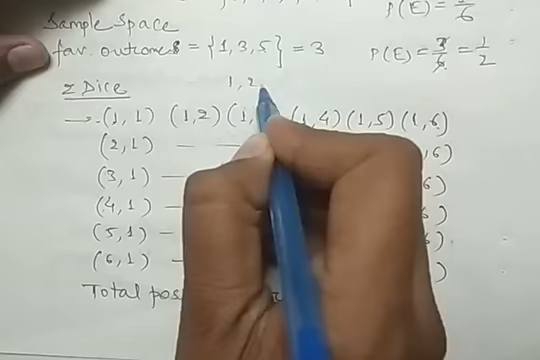 P(E) =
Sample Space
fav. outcomes = {1, 3, 5} = 3 P(E) = 3/6 = 1/2
2 Dice 1, 2,
→ (1, 1) (1, 2) (1, (1, 4) (1, 5) (1, 6)
(2, 1) — , 6)
(3, 1) — 6)
(4, 1) — 6)
(5, 1) — 6)
(6, 1) — )
Total